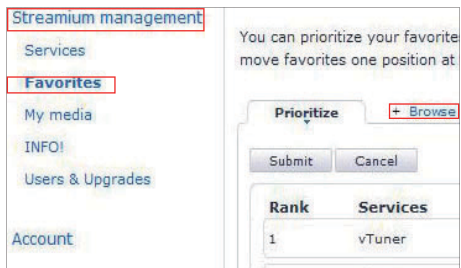 Streamium management
Services
Favorites
My media
INFO!
Users & Upgrades
Account
You can prioritize your favorite
move favorites one position at
Prioritize
+ Browse
Submit Cancel
Rank Services
1 vTuner